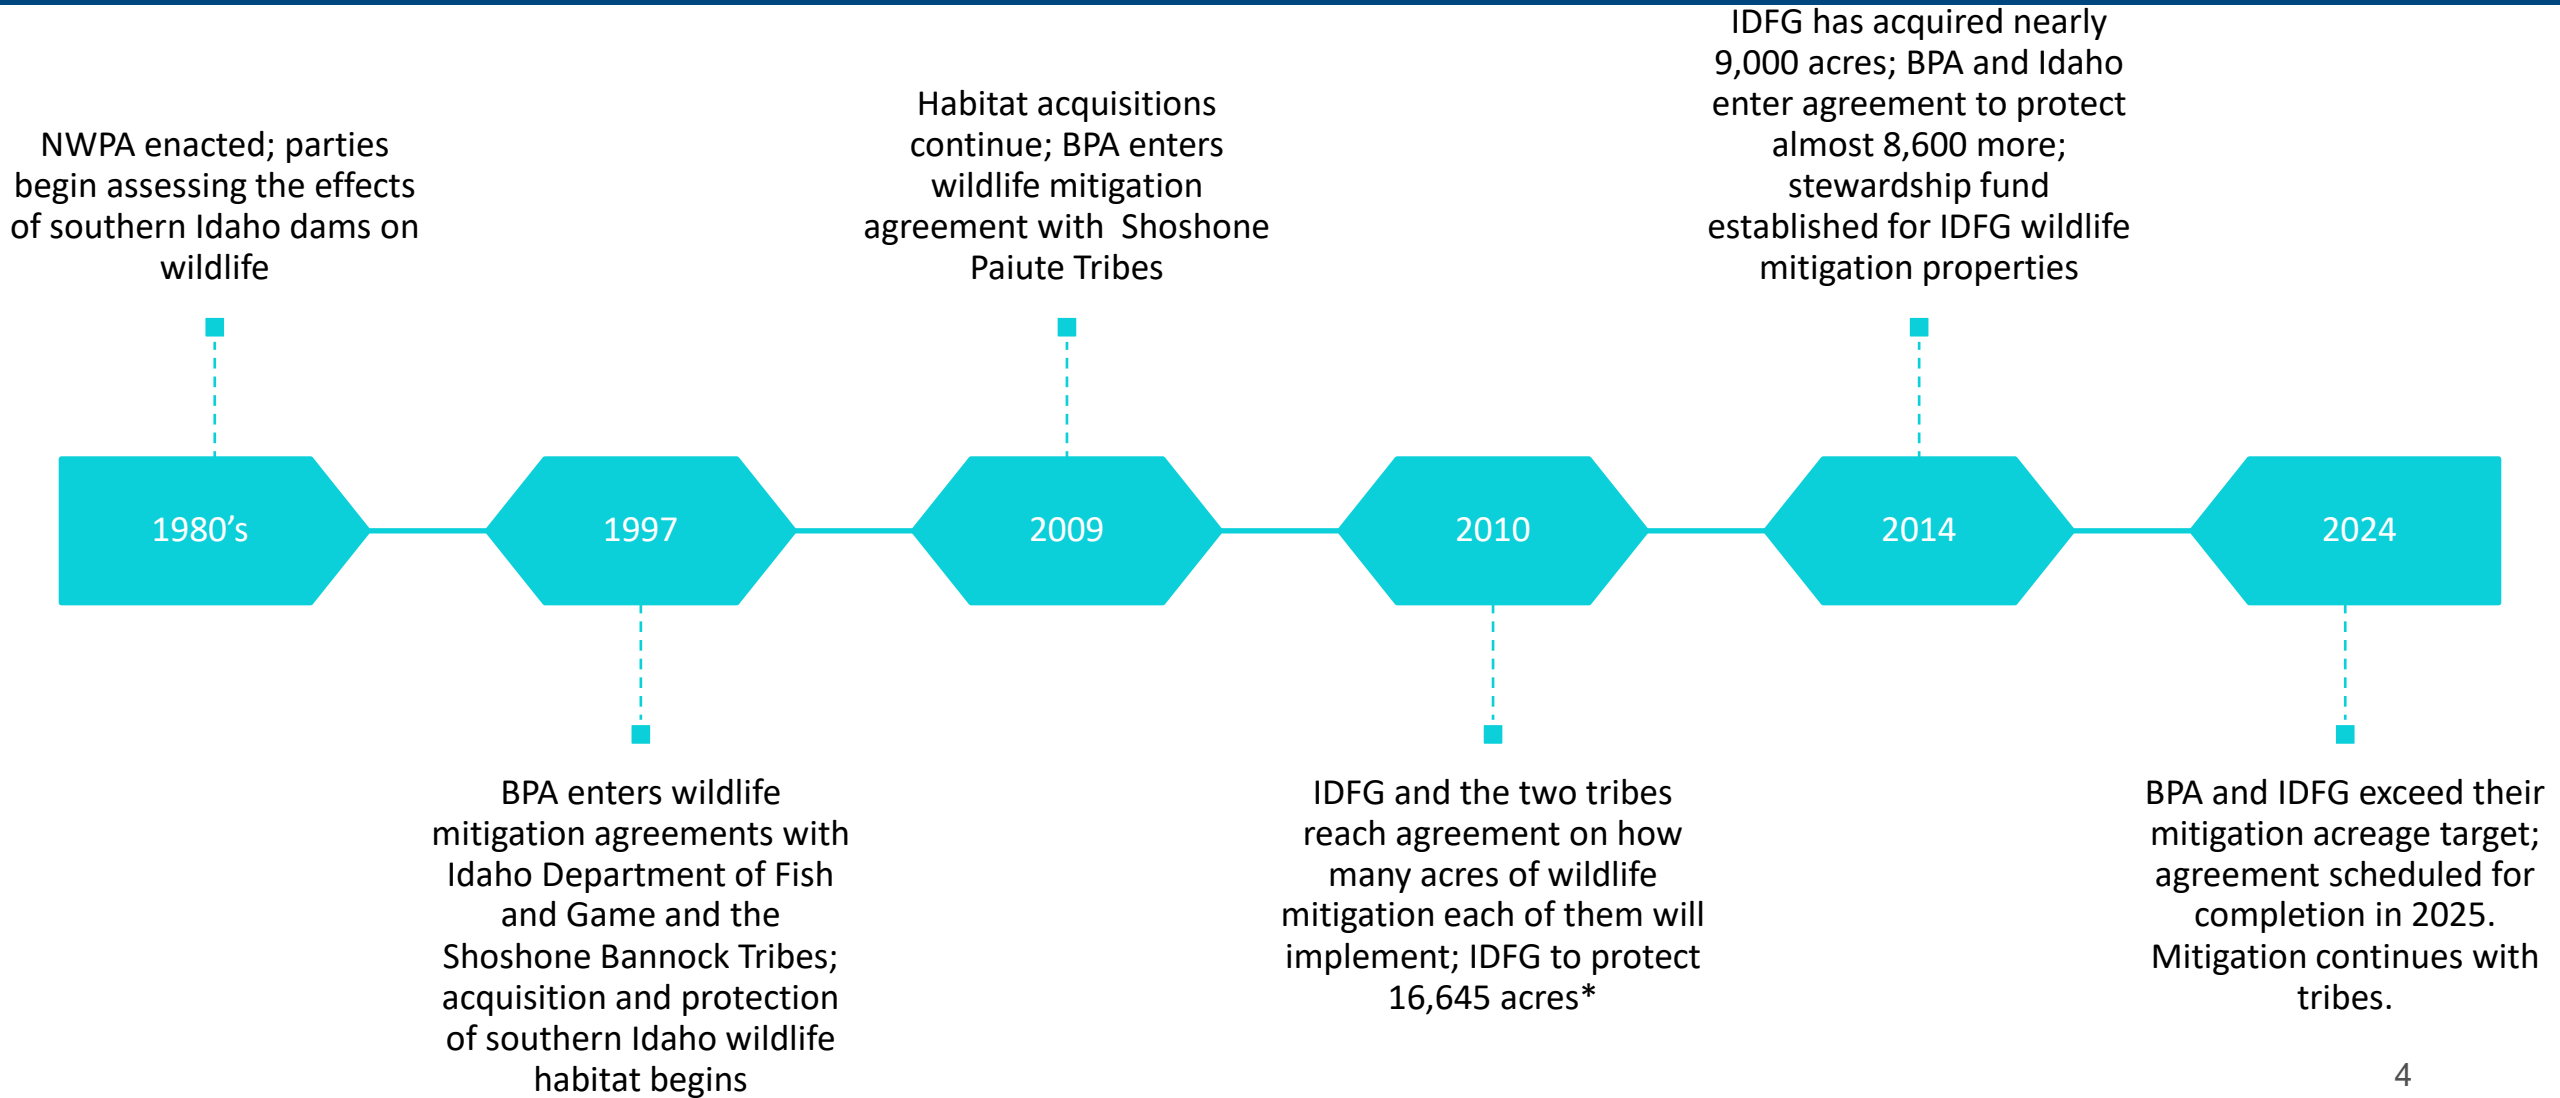 NWPA enacted; parties
begin assessing the effects
of southern Idaho dams on
wildlife
Habitat acquisitions
continue; BPA enters
wildlife mitigation
agreement with  Shoshone
Paiute Tribes
IDFG has acquired nearly
9,000 acres; BPA and Idaho
enter agreement to protect
almost 8,600 more;
stewardship fund
established for IDFG wildlife
mitigation properties
1980’s
1997
2009
2010
2014
2024
BPA enters wildlife
mitigation agreements with
Idaho Department of Fish
and Game and the
Shoshone Bannock Tribes;
acquisition and protection
of southern Idaho wildlife
habitat begins
IDFG and the two tribes
reach agreement on how
many acres of wildlife
mitigation each of them will
implement; IDFG to protect
16,645 acres*
BPA and IDFG exceed their
mitigation acreage target;
agreement scheduled for
completion in 2025.
Mitigation continues with
tribes.
4